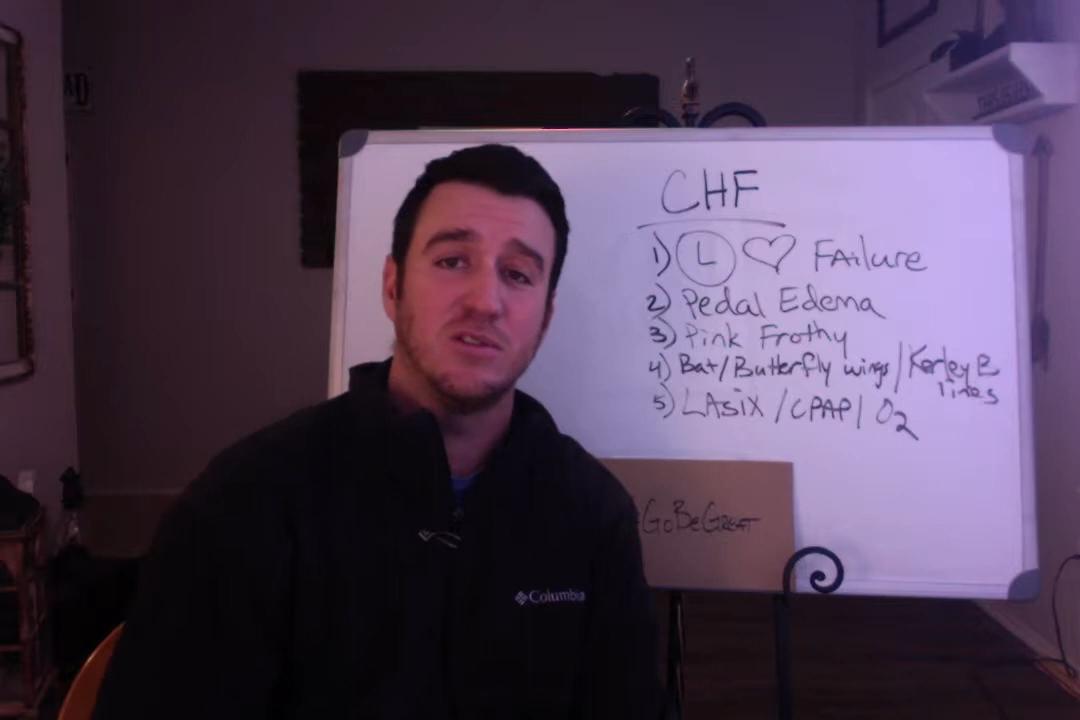 CHF
1) L ♡ Failure
2) Pedal Edema
3) Pink Frothy
4) Bat/Butterfly wings/Kerley B
lines
5) LASiX/CPAP/O2
GoBeGreat
Columbia